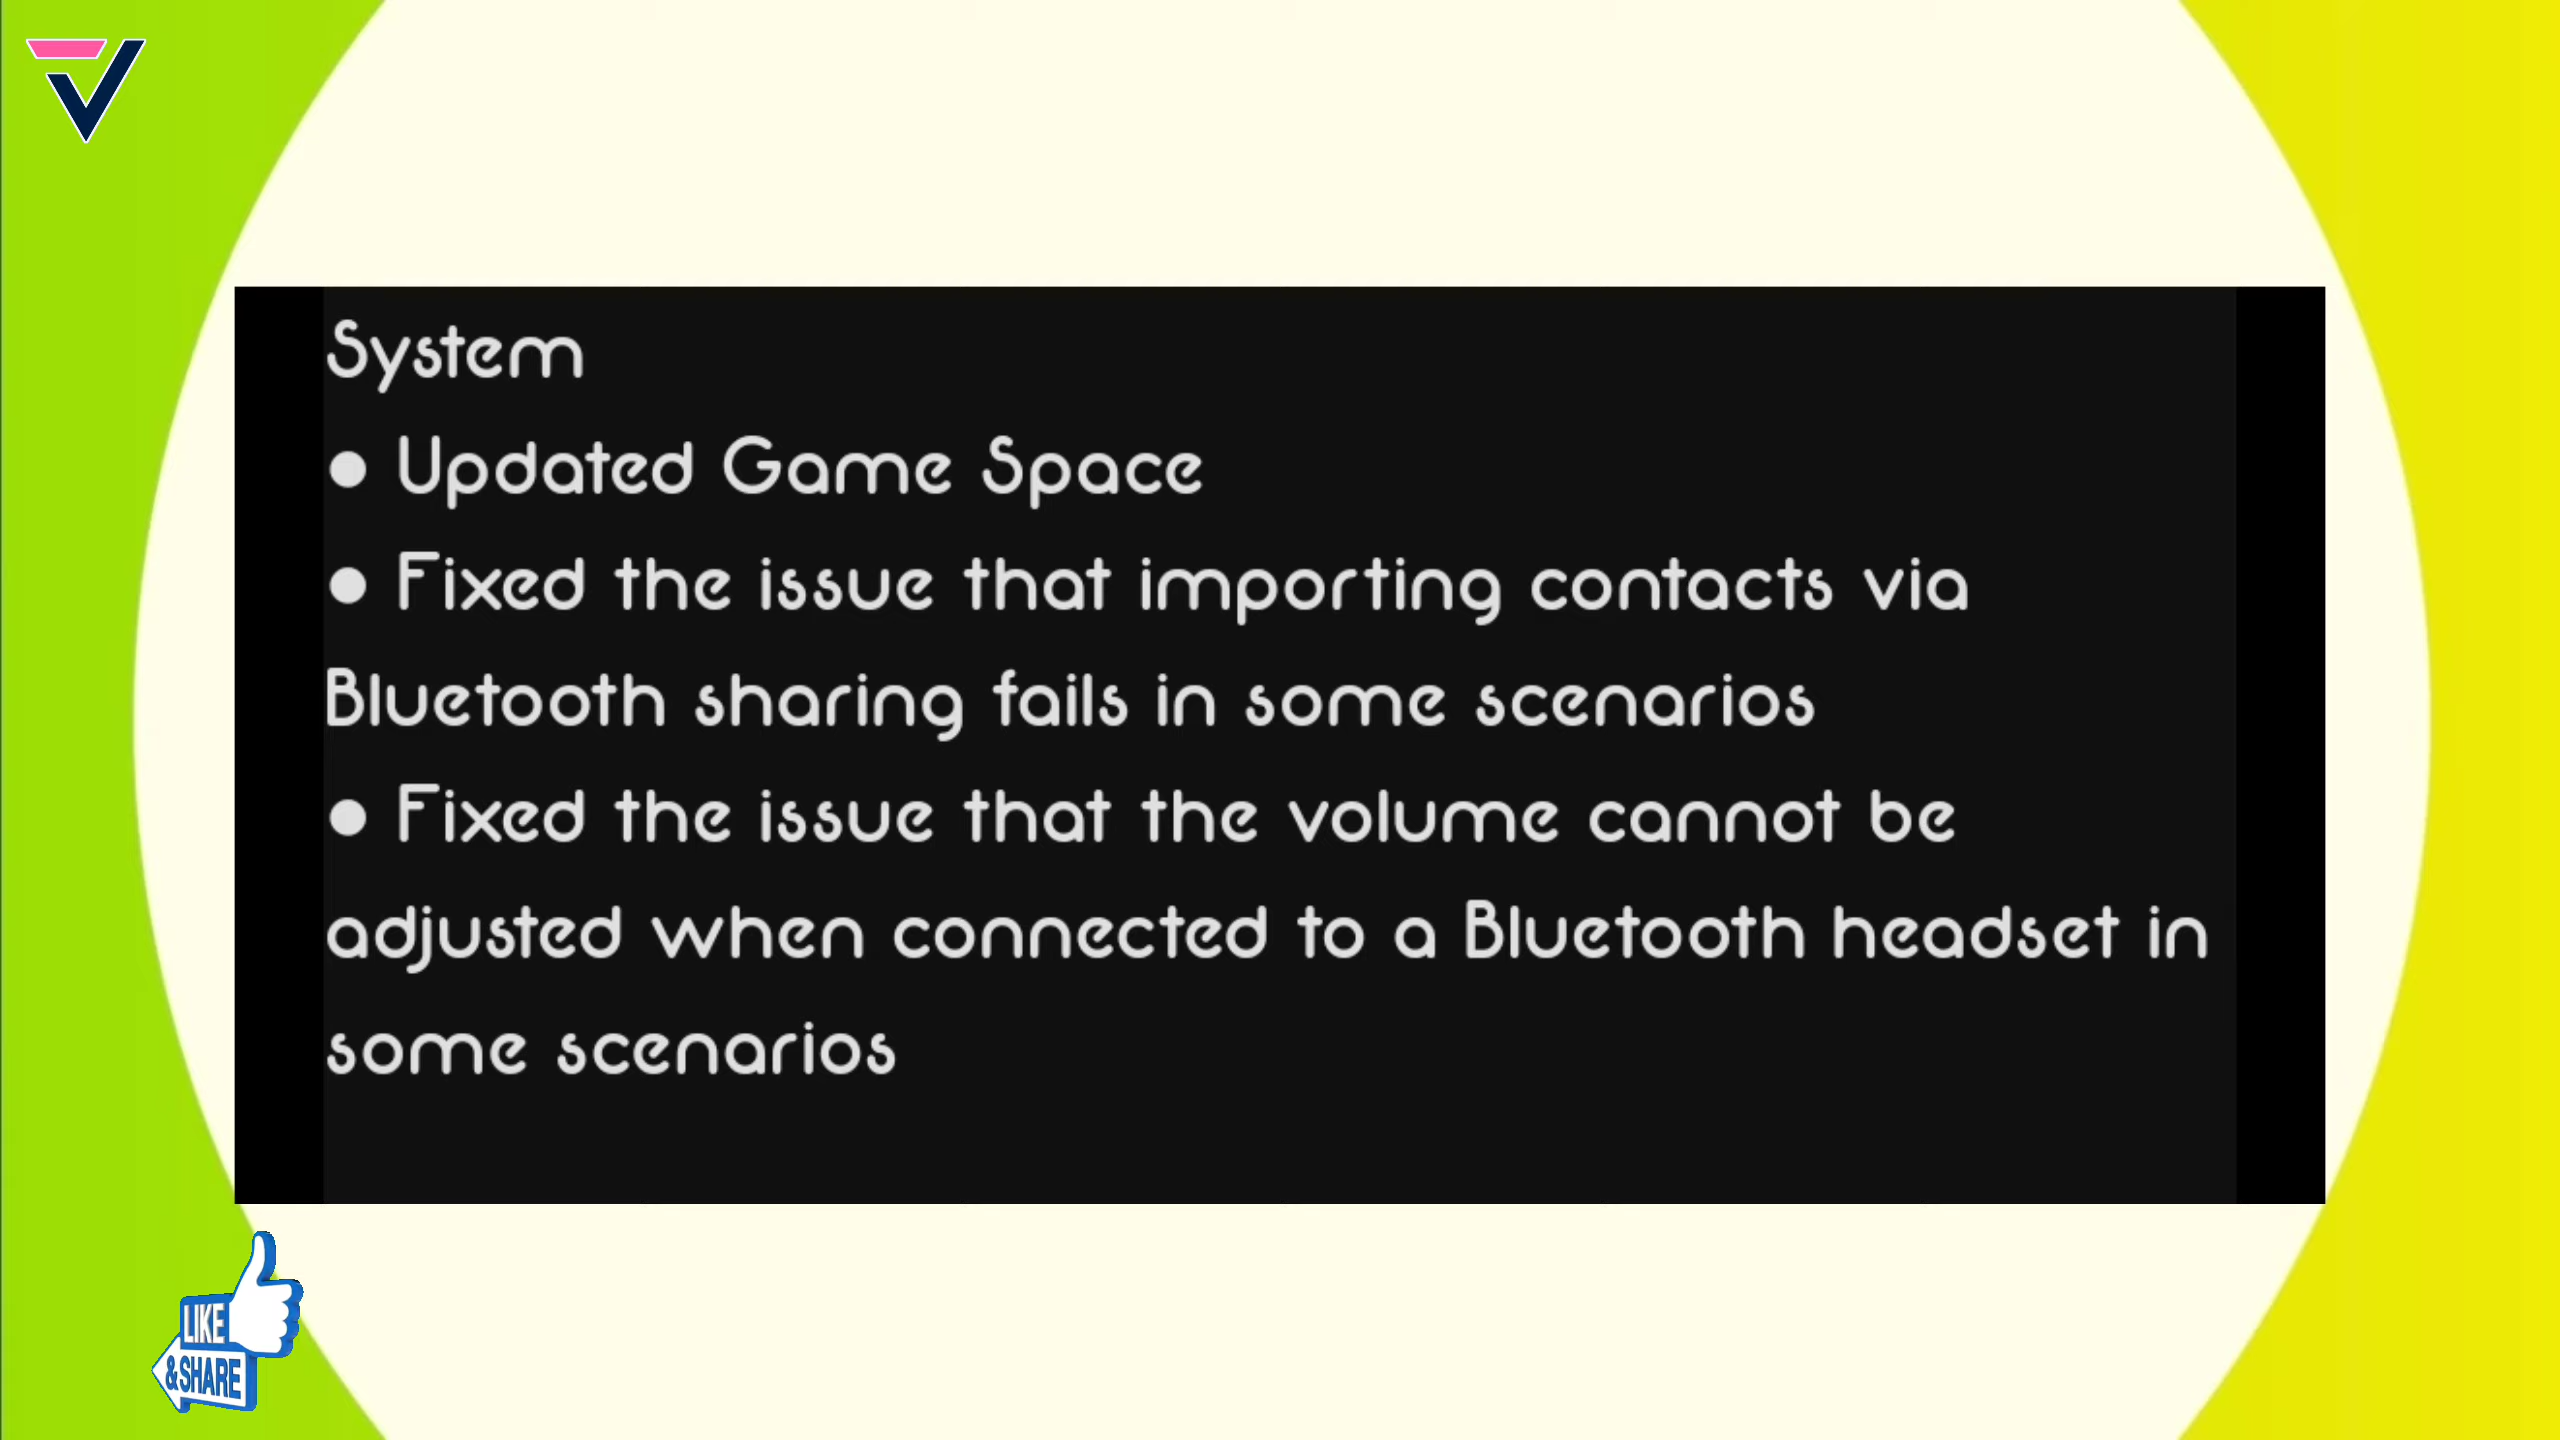 System
● Updated Game Space
● Fixed the issue that importing contacts via
Bluetooth sharing fails in some scenarios
● Fixed the issue that the volume cannot be
adjusted when connected to a Bluetooth headset in
some scenarios
LIKE
&SHARE